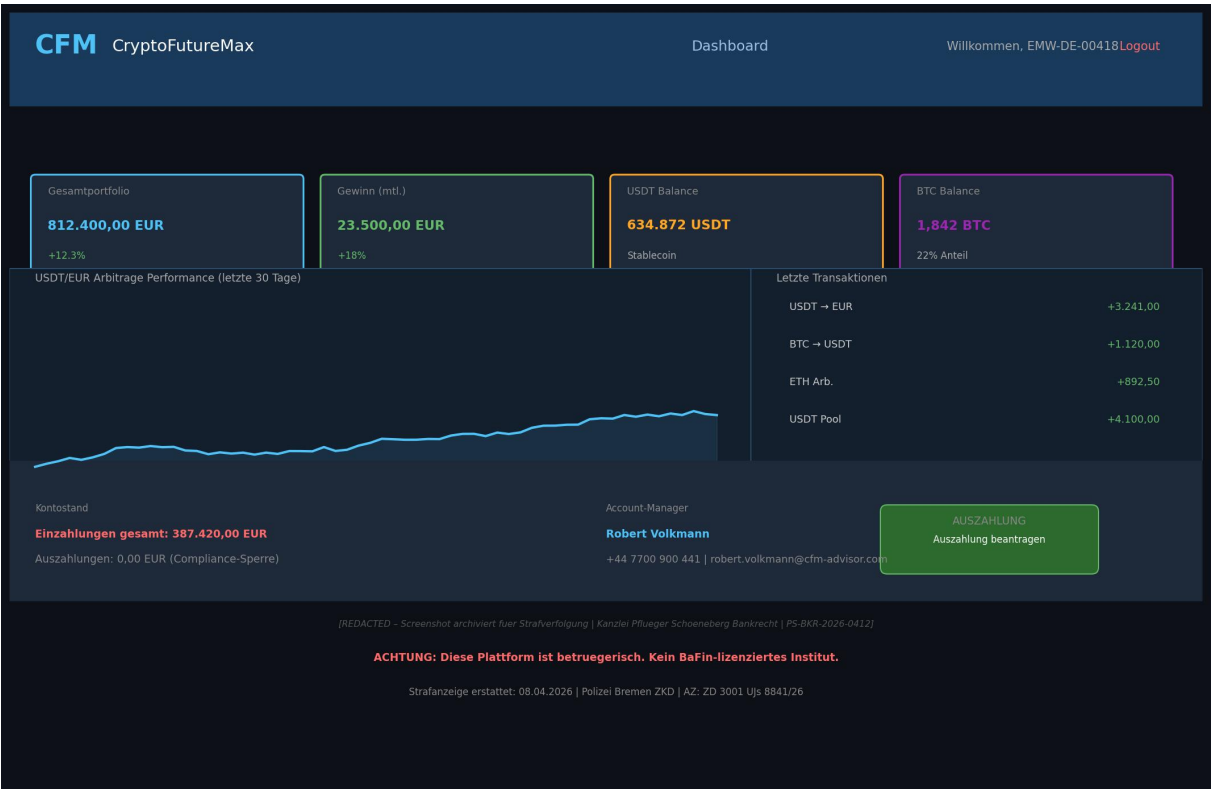 CFM CryptoFutureMax Dashboard Willkommen, EMW-DE-00418 Logout
Gesamtportfolio
812.400,00 EUR
+12.3%
Gewinn (mtl.)
23.500,00 EUR
+18%
USDT Balance
634.872 USDT
Stablecoin
BTC Balance
1,842 BTC
22% Anteil
USDT/EUR Arbitrage Performance (letzte 30 Tage)
Letzte Transaktionen
USDT → EUR +3.241,00
BTC → USDT +1.120,00
ETH Arb. +892,50
USDT Pool +4.100,00
Kontostand
Einzahlungen gesamt: 387.420,00 EUR
Auszahlungen: 0,00 EUR (Compliance-Sperre)
Account-Manager
Robert Volkmann
+44 7700 900 441 | robert.volkmann@cfm-advisor.com
AUSZAHLUNG
Auszahlung beantragen
[REDACTED – Screenshot archiviert fuer Strafverfolgung | Kanzlei Pflueger Schoeneberg Bankrecht | PS-BKR-2026-0412]
ACHTUNG: Diese Plattform ist betruegerisch. Kein BaFin-lizenziertes Institut.
Strafanzeige erstattet: 08.04.2026 | Polizei Bremen ZKD | AZ: ZD 3001 UJs 8841/26